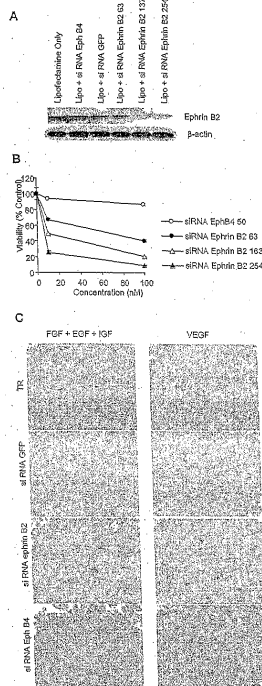 A
Lipofectamine Only
Lipo + si RNA Eph B4
Lipo + si RNA GFP
Lipo + si RNA Ephrin B2 63
Lipo + si RNA Ephrin B2 137
Lipo + si RNA Ephrin B2 254
Ephrin B2
β-actin
B
Viability (% Control)
120
100
80
60
40
20
0
0 20 40 60 80 100
Concentration (nM)
siRNA EphB4 50
siRNA Ephrin B2 63
siRNA Ephrin B2 163
siRNA Ephrin B2 254
C
FGF + EGF + IGF
VEGF
TR
si RNA GFP
si RNA ephrin B2
si RNA Eph B4